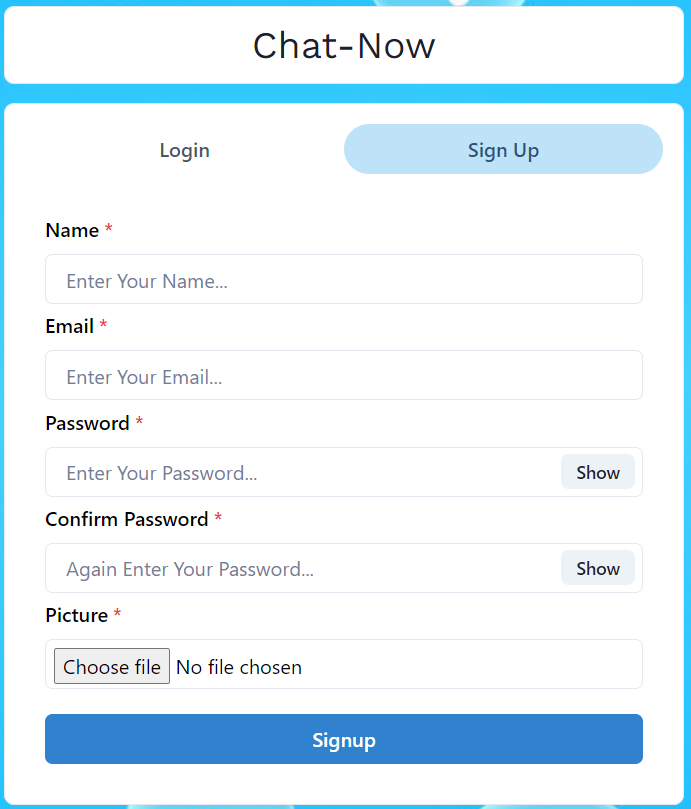 Chat-Now
Login Sign Up
Name *
Enter Your Name...
Email *
Enter Your Email...
Password *
Enter Your Password... Show
Confirm Password *
Again Enter Your Password... Show
Picture *
Choose file No file chosen
Signup